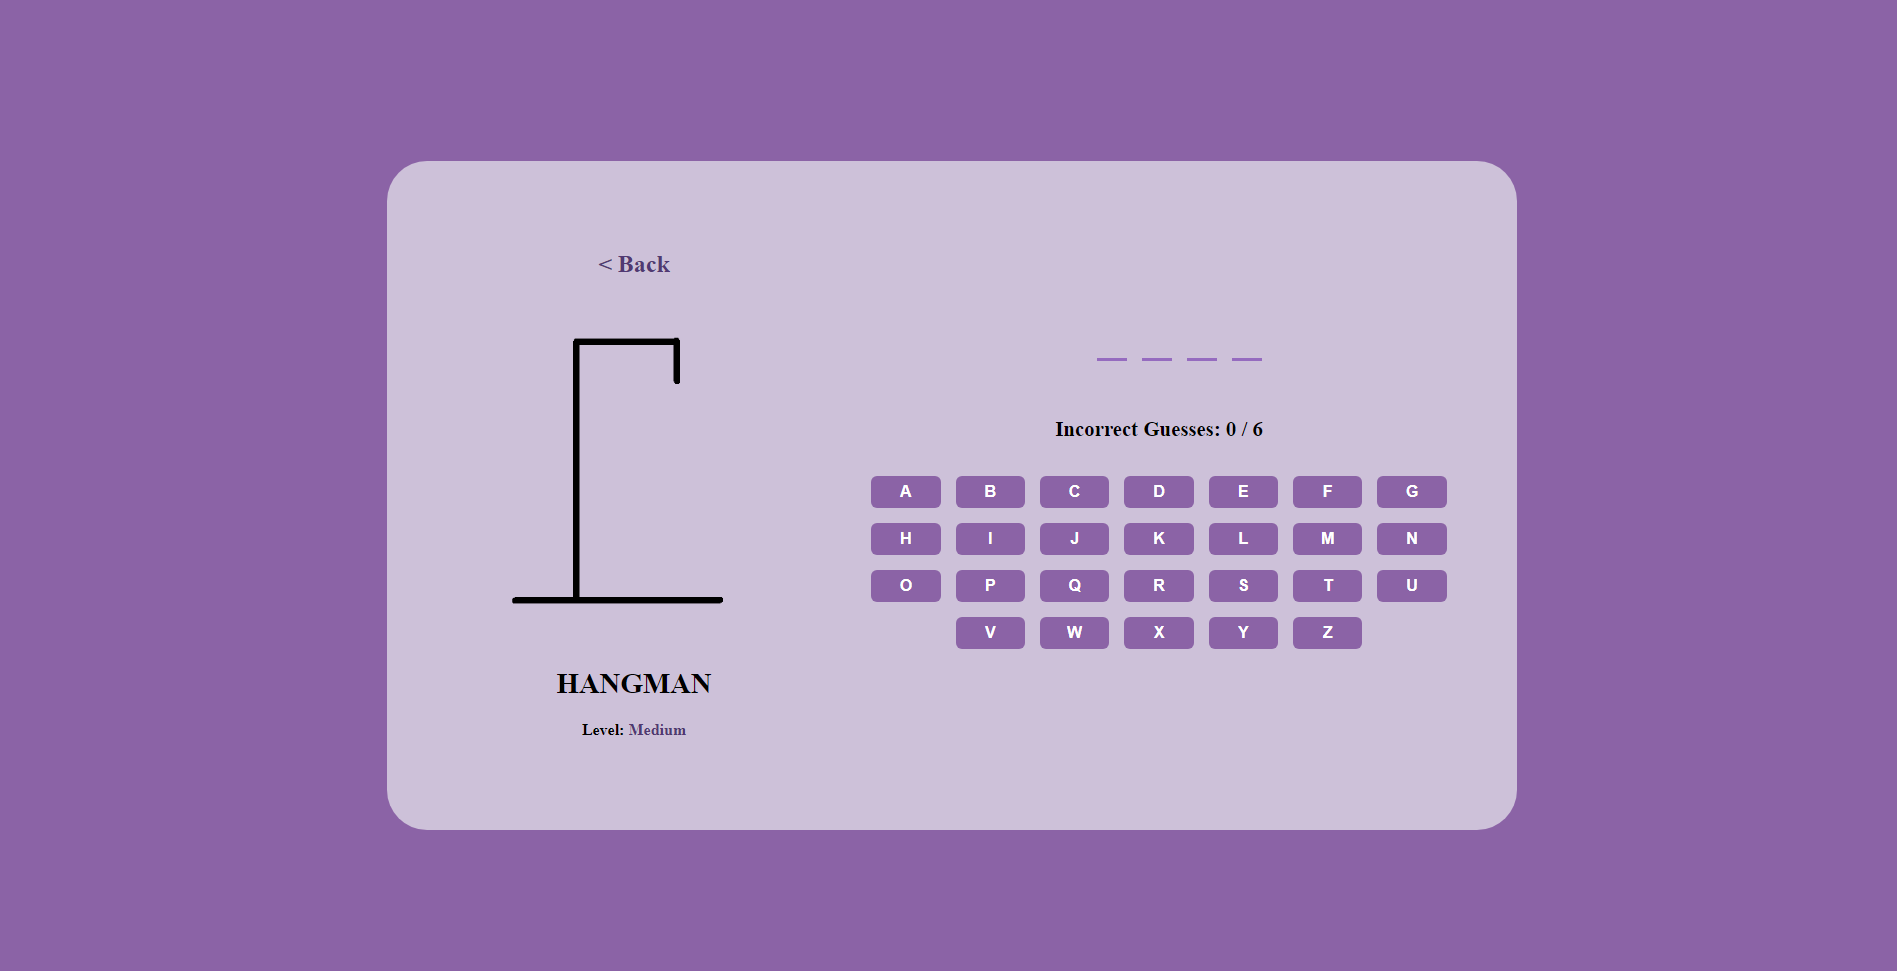 < Back
_ _ _ _
Incorrect Guesses: 0 / 6
A B C D E F G
H I J K L M N
O P Q R S T U
V W X Y Z
HANGMAN
Level: Medium